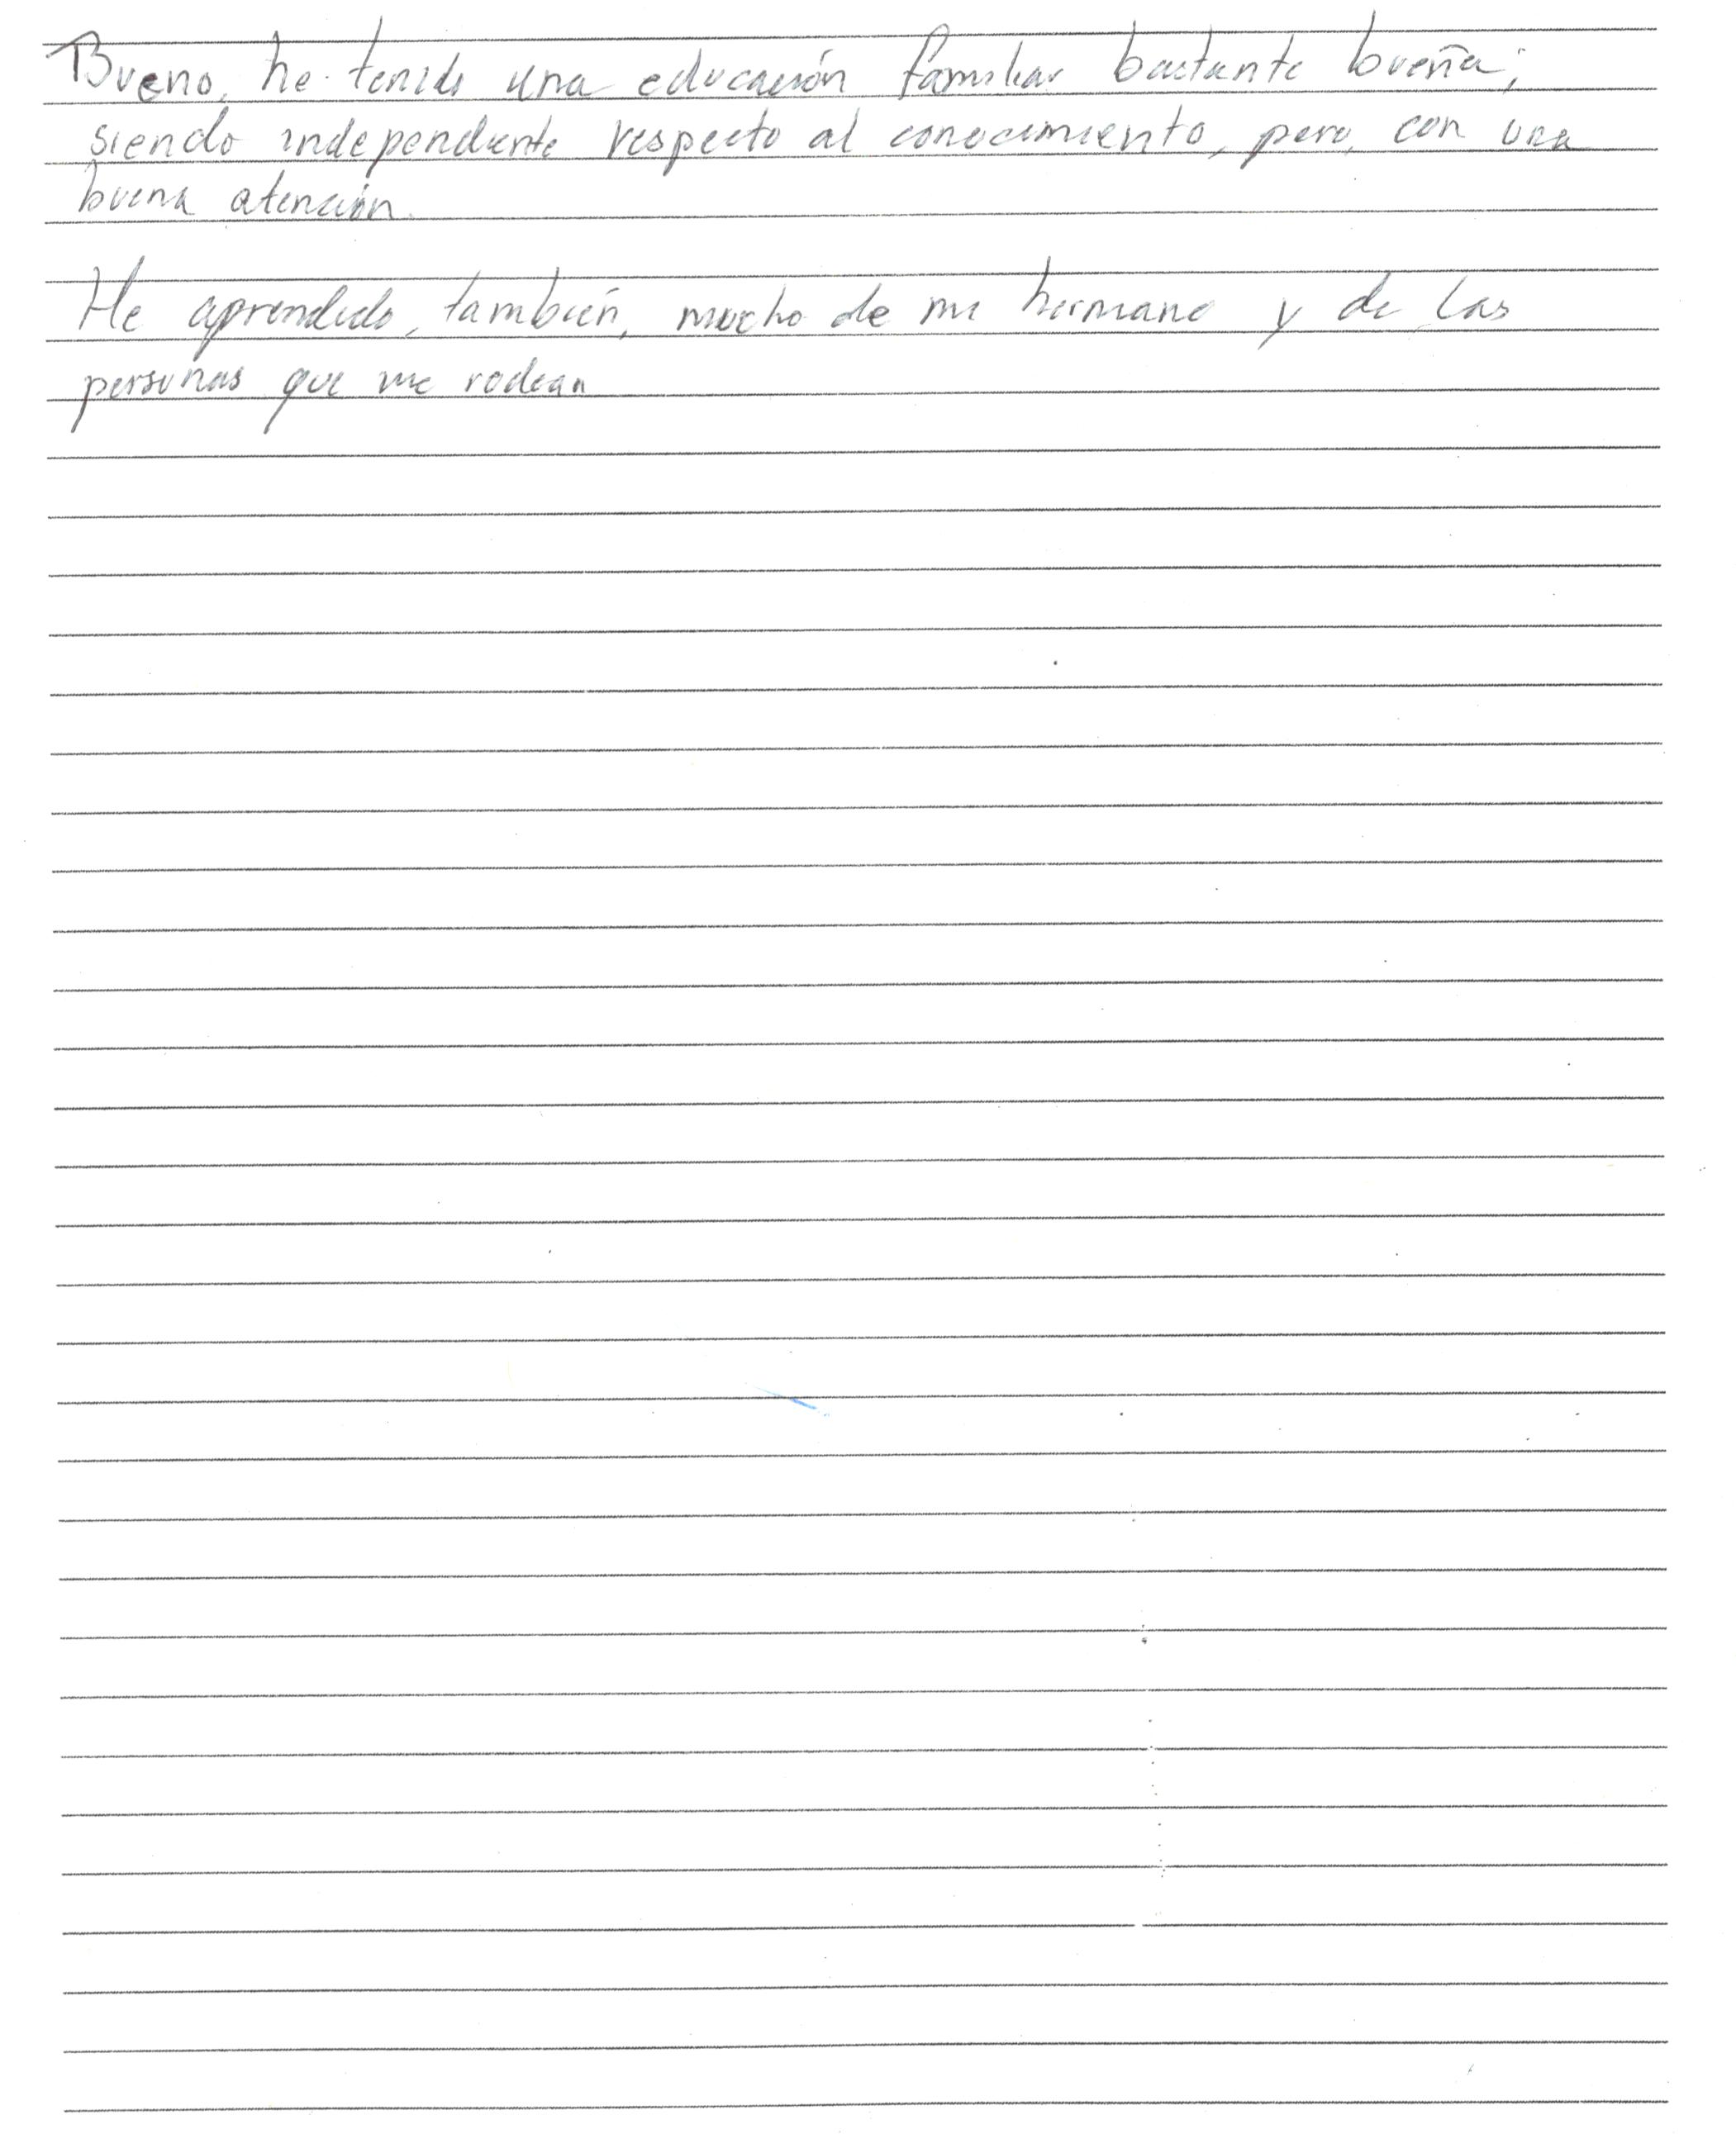 Bueno, he tenido una educación familiar bastante bueña;
siendo independiente respecto al conocimiento, pero, con una
buena atención.
He aprendido, también, mucho de mi hermano y de las
personas que me rodean